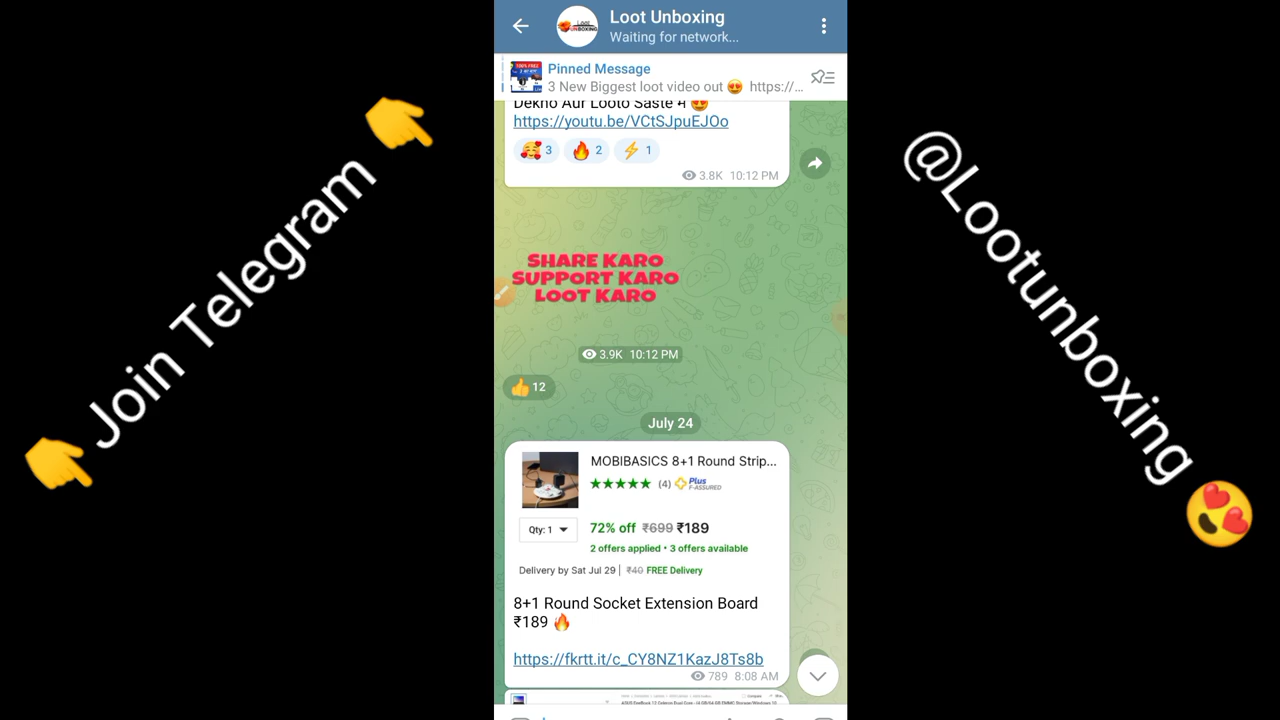 Join Telegram
@Lootunboxing
Loot Unboxing
Waiting for network...
Pinned Message
3 New Biggest loot video out 😍 https://...
Dekho Aur Looto Saste मे 😍
https://youtu.be/VCtSJpuEJOo
🥰 3 🔥 2 ⚡ 1
3.8K 10:12 PM
SHARE KARO
SUPPORT KARO
LOOT KARO
3.9K 10:12 PM
👍 12
July 24
MOBIBASICS 8+1 Round Strip...
★★★★★ (4) Plus
F-ASSURED
Qty: 1
72% off ₹699 ₹189
2 offers applied • 3 offers available
Delivery by Sat Jul 29 | ₹40 FREE Delivery
8+1 Round Socket Extension Board
₹189 🔥
https://fkrtt.it/c_CY8NZ1KazJ8Ts8b
789 8:08 AM